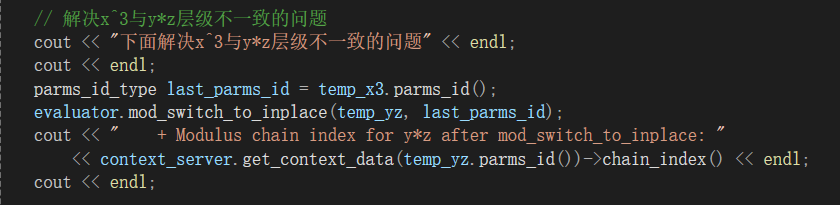 // 解决x^3与y*z层级不一致的问题
cout << "下面解决x^3与y*z层级不一致的问题" << endl;
cout << endl;
parms_id_type last_parms_id = temp_x3.parms_id();
evaluator.mod_switch_to_inplace(temp_yz, last_parms_id);
cout << "    + Modulus chain index for y*z after mod_switch_to_inplace: "
    << context_server.get_context_data(temp_yz.parms_id())->chain_index() << endl;
cout << endl;